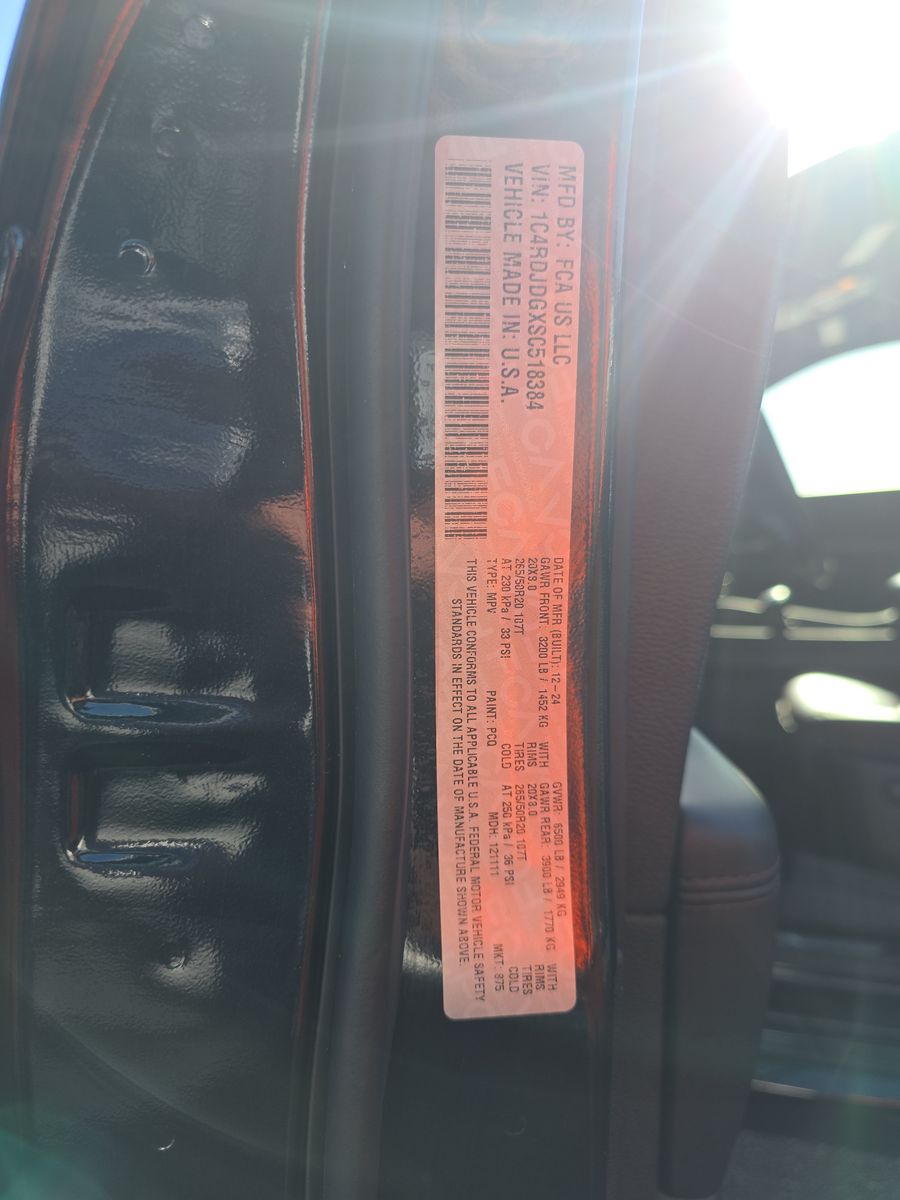 MFD BY: FCA US LLC
VIN: 1C4RDJDGXSC518384
VEHICLE MADE IN: U.S.A.
DATE OF MFR (BUILT): 12-24 GVWR: 6500 LB / 2949 KG
GAWR FRONT: 3200 LB / 1452 KG WITH GAWR REAR: 3900 LB / 1770 KG WITH
20X8.0 RIMS 20X8.0 RIMS
265/50R20 107T TIRES 265/50R20 107T TIRES
AT 230 kPa / 33 PSI COLD AT 250 kPa / 36 PSI COLD
TYPE: MPV PAINT: PCQ MDH: 121111 MKT: 875
THIS VEHICLE CONFORMS TO ALL APPLICABLE U.S.A. FEDERAL MOTOR VEHICLE SAFETY
STANDARDS IN EFFECT ON THE DATE OF MANUFACTURE SHOWN ABOVE.